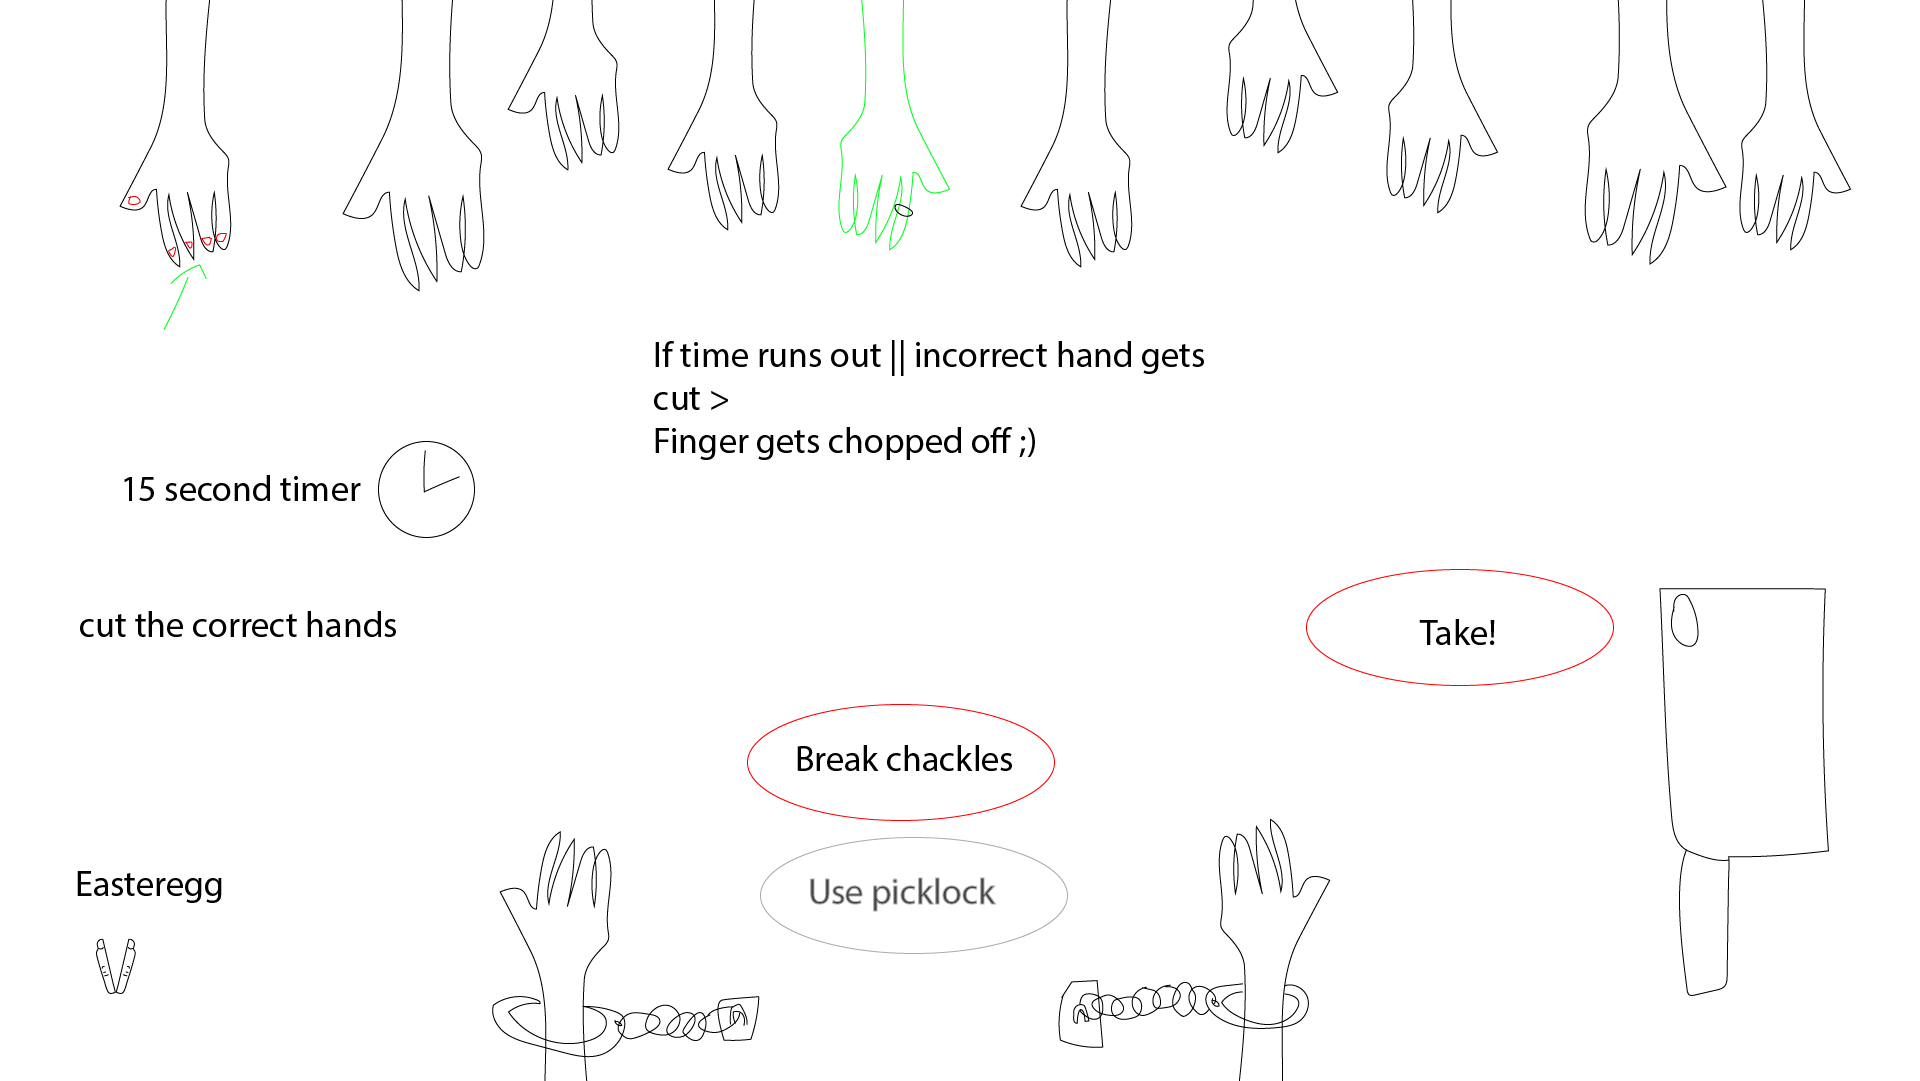 If time runs out || incorrect hand gets
cut >
Finger gets chopped off ;)
15 second timer
cut the correct hands
Take!
Break chackles
Use picklock
Easteregg